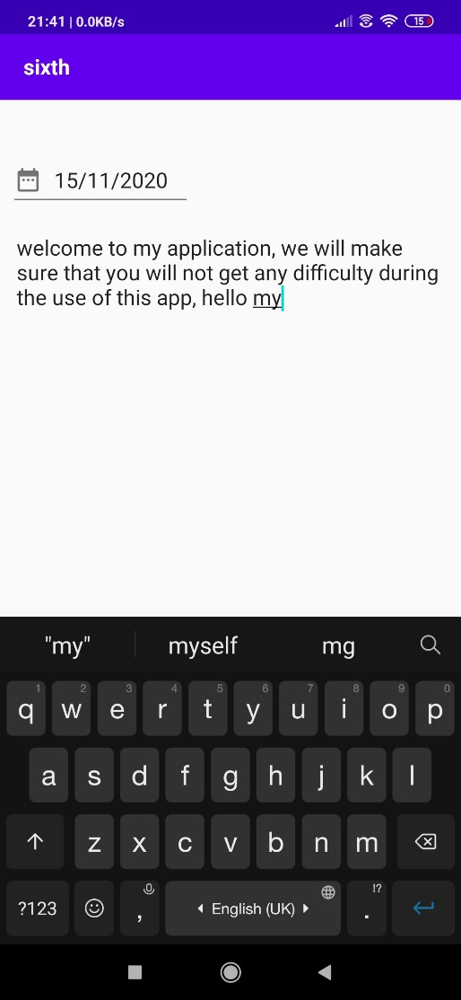 21:41 | 0.0KB/s 15
sixth
15/11/2020
welcome to my application, we will make
sure that you will not get any difficulty during
the use of this app, hello my
"my" myself mg
1 2 3 4 5 6 7 8 9 0
q w e r t y u i o p
a s d f g h j k l
z x c v b n m
?123 , English (UK) !? .